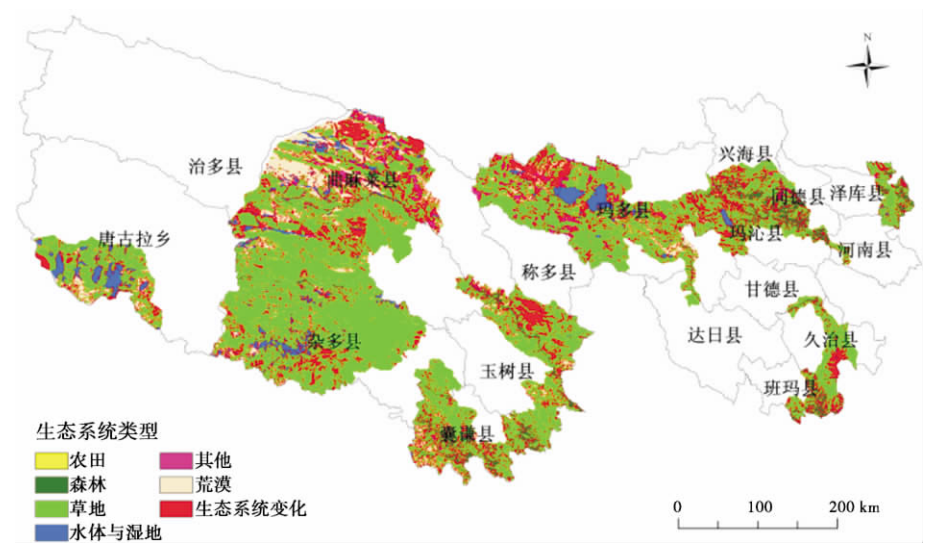 N
兴海县
治多县
曲麻莱县
同德县
泽库县
玛多县
唐古拉乡
玛沁县
河南县
称多县
甘德县
杂多县
达日县
久治县
玉树县
班玛县
囊谦县
生态系统类型
农田 其他
森林 荒漠
草地 生态系统变化
水体与湿地
0 100 200 km